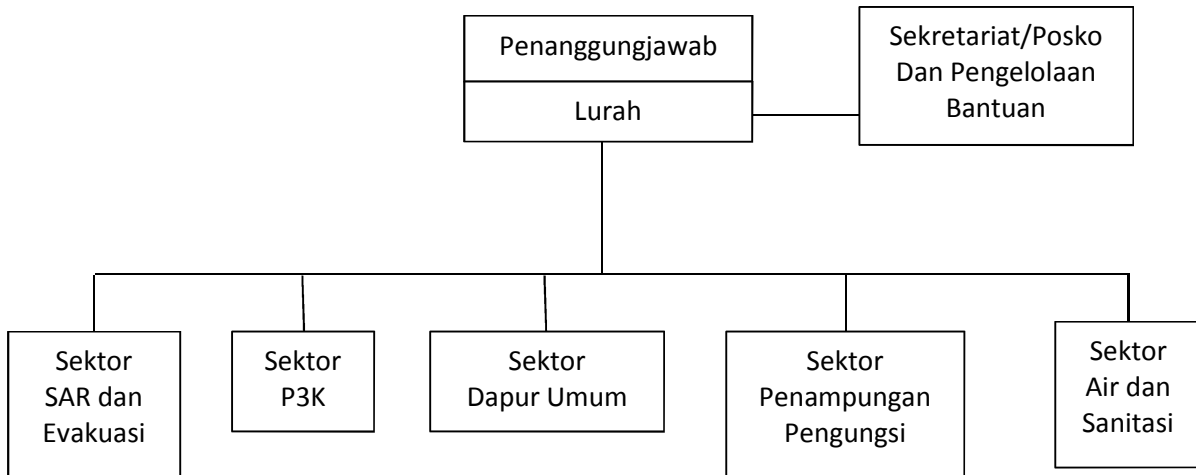 Penanggungjawab
Lurah
Sekretariat/Posko
Dan Pengelolaan
Bantuan
Sektor
SAR dan
Evakuasi
Sektor
P3K
Sektor
Dapur Umum
Sektor
Penampungan
Pengungsi
Sektor
Air dan
Sanitasi